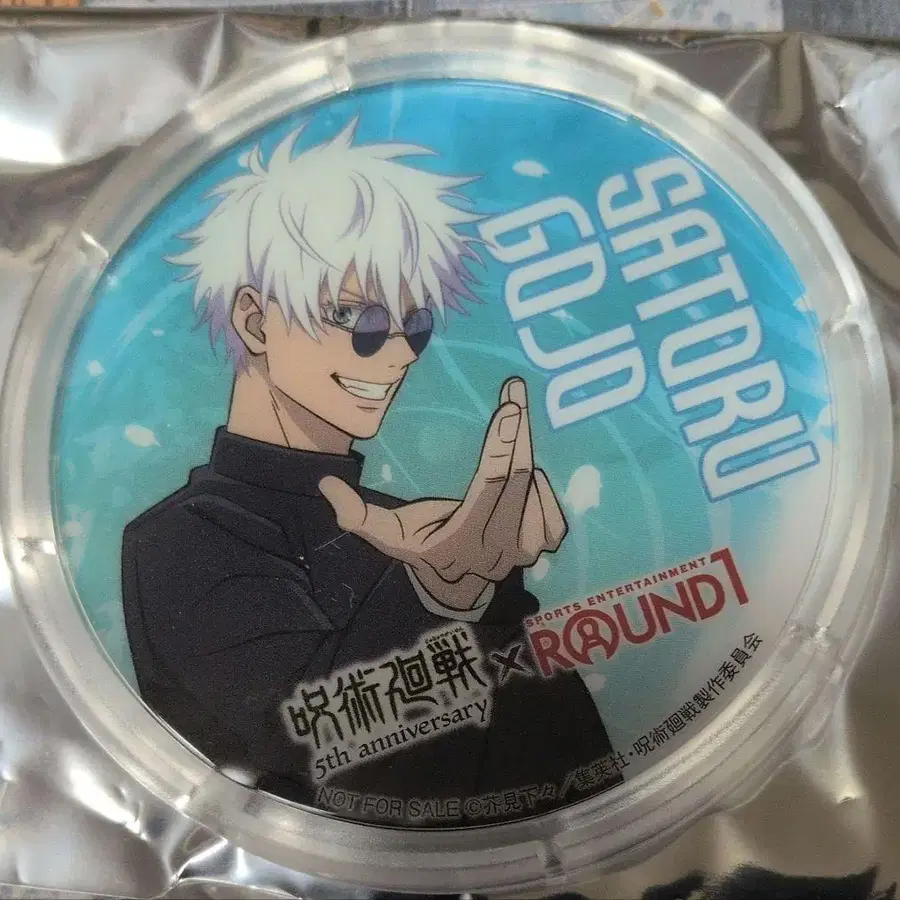 SATORU
GOJO
呪術廻戦
5th anniversary
×
SPORTS ENTERTAINMENT
ROUND1
NOT FOR SALE ©芥見下々／集英社・呪術廻戦製作委員会